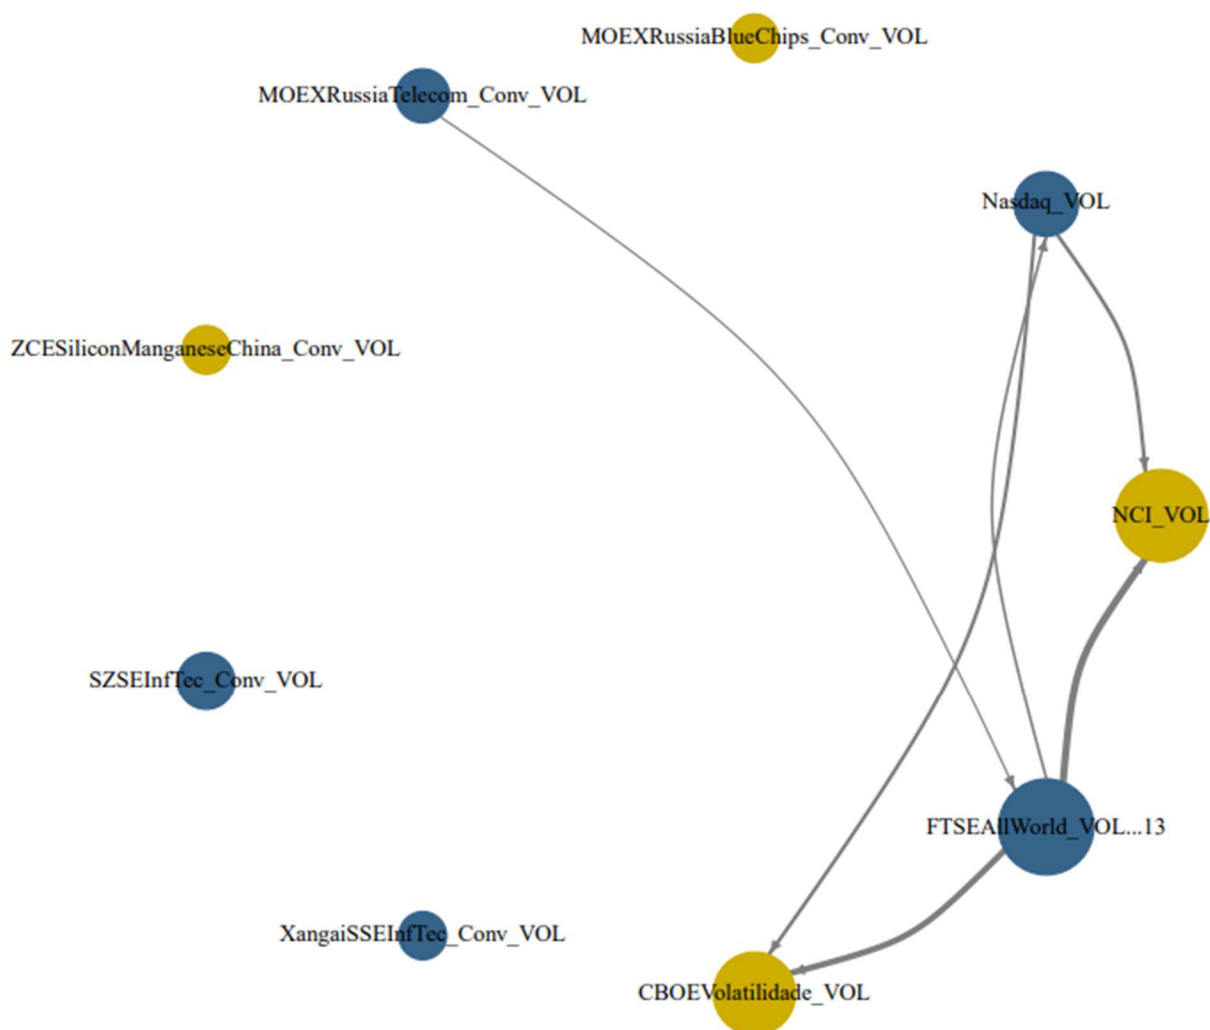 MOEXRussiaBlueChips_Conv_VOL
MOEXRussiaTelecom_Conv_VOL
Nasdaq_VOL
ZCESiliconManganeseChina_Conv_VOL
NCI_VOL
SZSEInfTec_Conv_VOL
FTSEAllWorld_VOL...13
XangaiSSEInfTec_Conv_VOL
CBOEVolatilidade_VOL